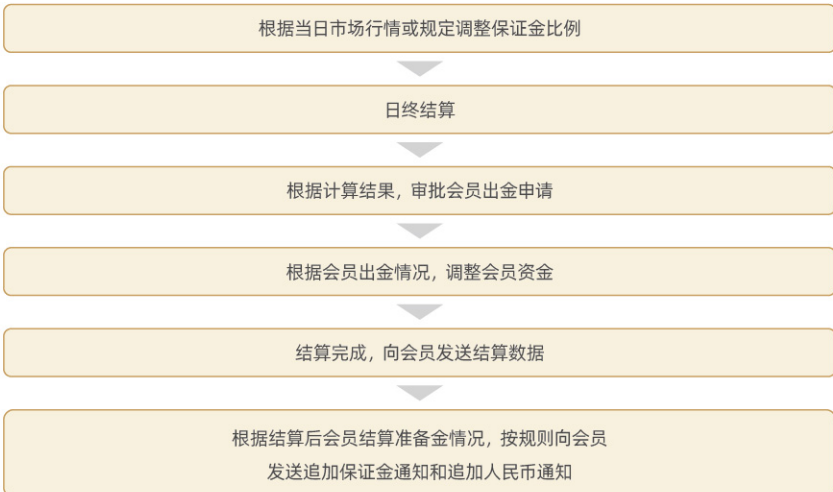 根据当日市场行情或规定调整保证金比例
日终结算
根据计算结果，审批会员出金申请
根据会员出金情况，调整会员资金
结算完成，向会员发送结算数据
根据结算后会员结算准备金情况，按规则向会员
发送追加保证金通知和追加人民币通知